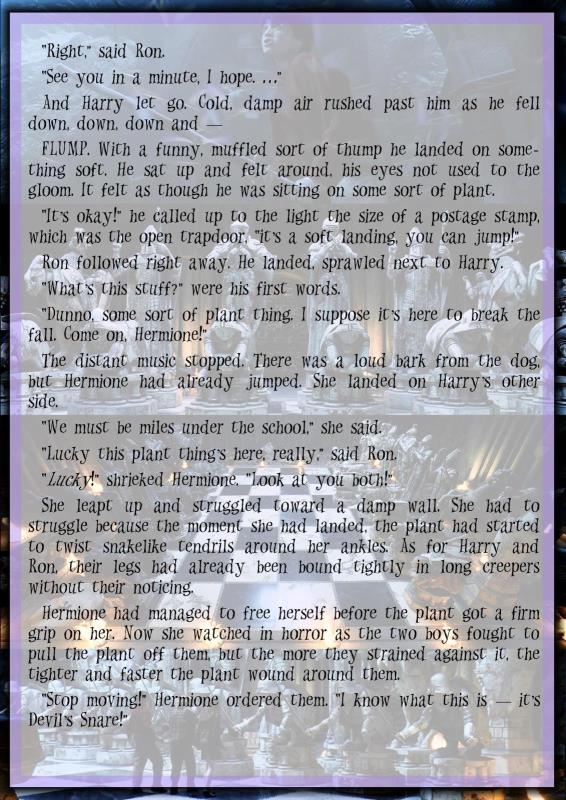 "Right," said Ron.
"See you in a minute, I hope. ..."
And Harry let go. Cold, damp air rushed past him as he fell
down, down, down and —
FLUMP. With a funny, muffled sort of thump he landed on some-
thing soft. He sat up and felt around, his eyes not used to the
gloom. It felt as though he was sitting on some sort of plant.
"It's okay!" he called up to the light the size of a postage stamp,
which was the open trapdoor, "it's a soft landing, you can jump!"
Ron followed right away. He landed, sprawled next to Harry.
"What's this stuff?" were his first words.
"Dunno, some sort of plant thing. I suppose it's here to break the
fall. Come on, Hermione!"
The distant music stopped. There was a loud bark from the dog,
but Hermione had already jumped. She landed on Harry's other
side.
"We must be miles under the school," she said.
"Lucky this plant thing's here, really," said Ron.
"Lucky!" shrieked Hermione. "Look at you both!"
She leapt up and struggled toward a damp wall. She had to
struggle because the moment she had landed, the plant had started
to twist snakelike tendrils around her ankles. As for Harry and
Ron, their legs had already been bound tightly in long creepers
without their noticing.
Hermione had managed to free herself before the plant got a firm
grip on her. Now she watched in horror as the two boys fought to
pull the plant off them, but the more they strained against it, the
tighter and faster the plant wound around them.
"Stop moving!" Hermione ordered them. "I know what this is — it's
Devil's Snare!"